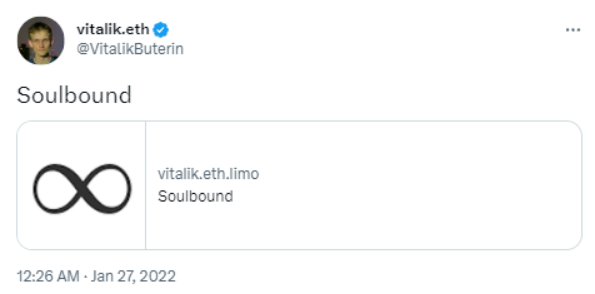 vitalik.eth
@VitalikButerin
Soulbound
vitalik.eth.limo
Soulbound
12:26 AM · Jan 27, 2022